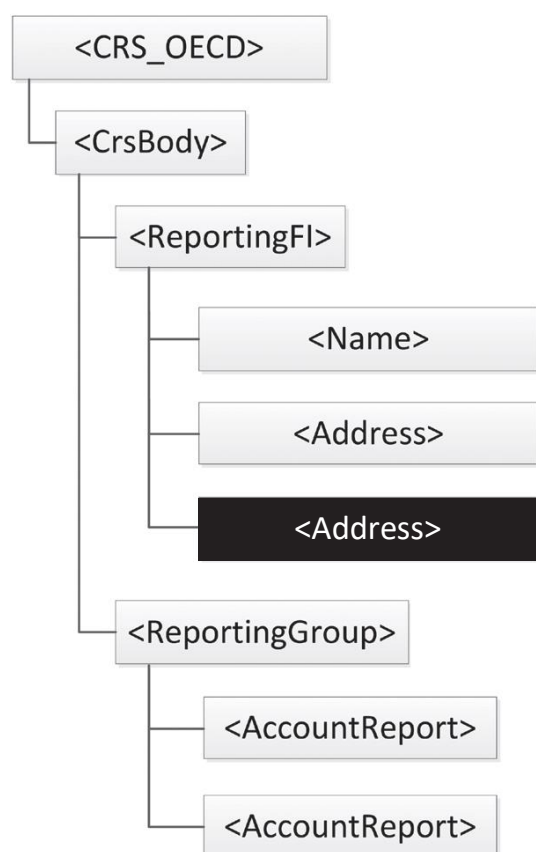 <CRS_OECD>
<CrsBody>
<ReportingFI>
<Name>
<Address>
<Address>
<ReportingGroup>
<AccountReport>
<AccountReport>